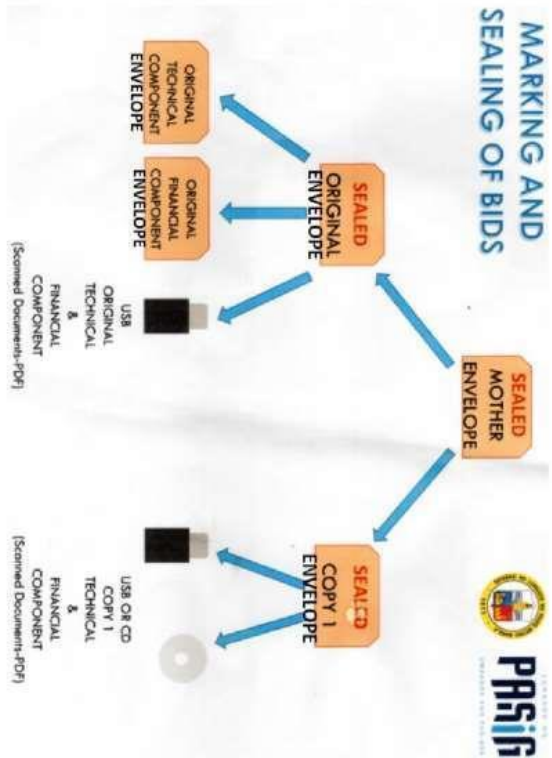 MARKING AND
SEALING OF BIDS
PASIG
SEALED
MOTHER
ENVELOPE
SEALED
ORIGINAL
ENVELOPE
SEALED
COPY 1
ENVELOPE
ORIGINAL
TECHNICAL
COMPONENT
ENVELOPE
ORIGINAL
FINANCIAL
COMPONENT
ENVELOPE
USB
ORIGINAL
TECHNICAL
&
FINANCIAL
COMPONENT
(Scanned Documents-PDF)
USB OR CD
COPY 1
TECHNICAL
&
FINANCIAL
COMPONENT
(Scanned Documents-PDF)